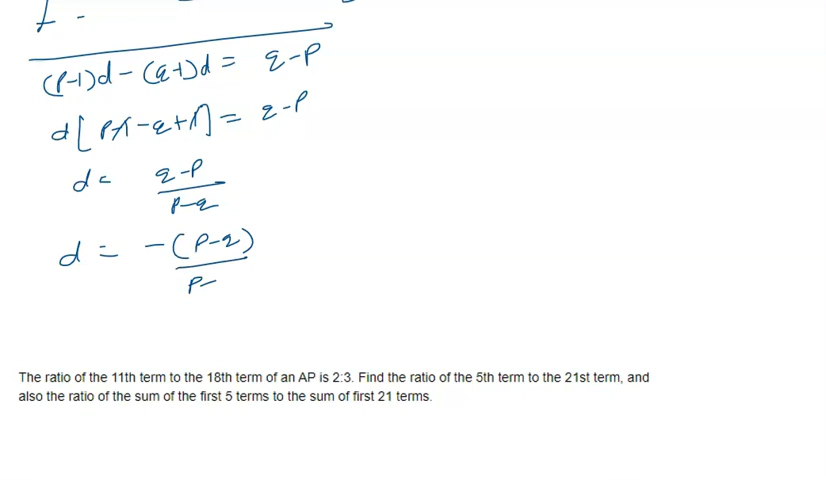 (p-1)d - (q-1)d = q-p
d[p-1-q+1] = q-p
d = q-p
p-q
d = -(p-q)
p-
The ratio of the 11th term to the 18th term of an AP is 2:3. Find the ratio of the 5th term to the 21st term, and
also the ratio of the sum of the first 5 terms to the sum of first 21 terms.